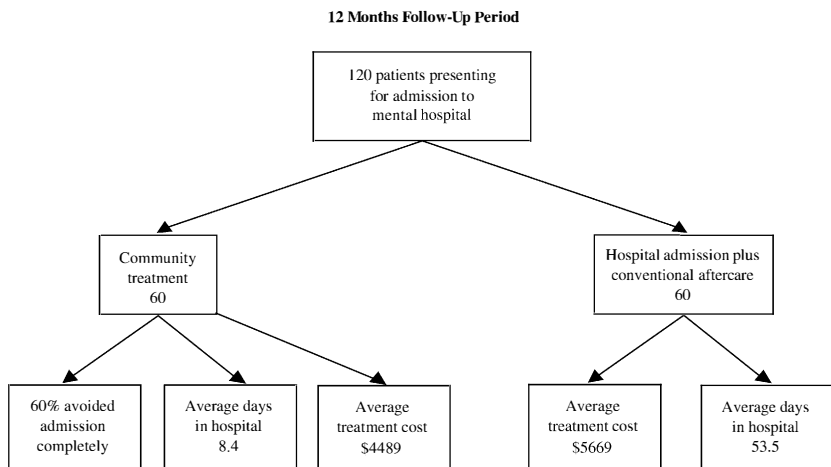 12 Months Follow-Up Period
120 patients presenting
for admission to
mental hospital
Community
treatment
60
Hospital admission plus
conventional aftercare
60
60% avoided
admission
completely
Average days
in hospital
8.4
Average
treatment cost
$4489
Average
treatment cost
$5669
Average days
in hospital
53.5